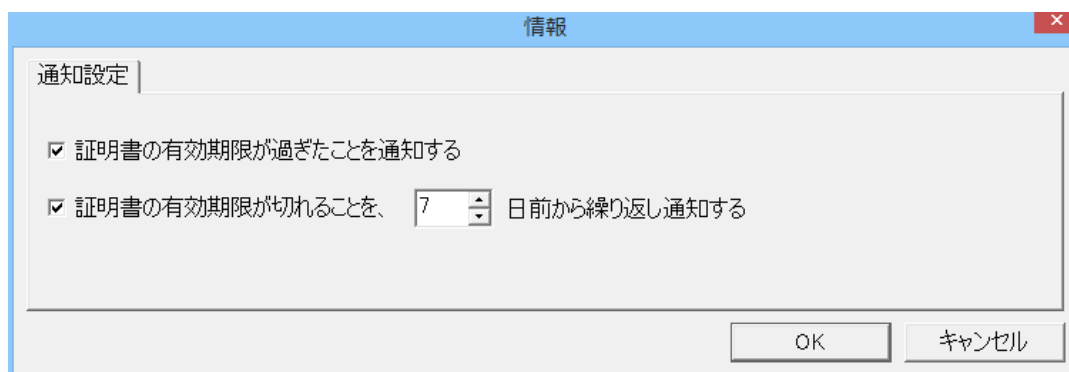 情報
通知設定
証明書の有効期限が過ぎたことを通知する
証明書の有効期限が切れることを、 7 日前から繰り返し通知する
OK キャンセル